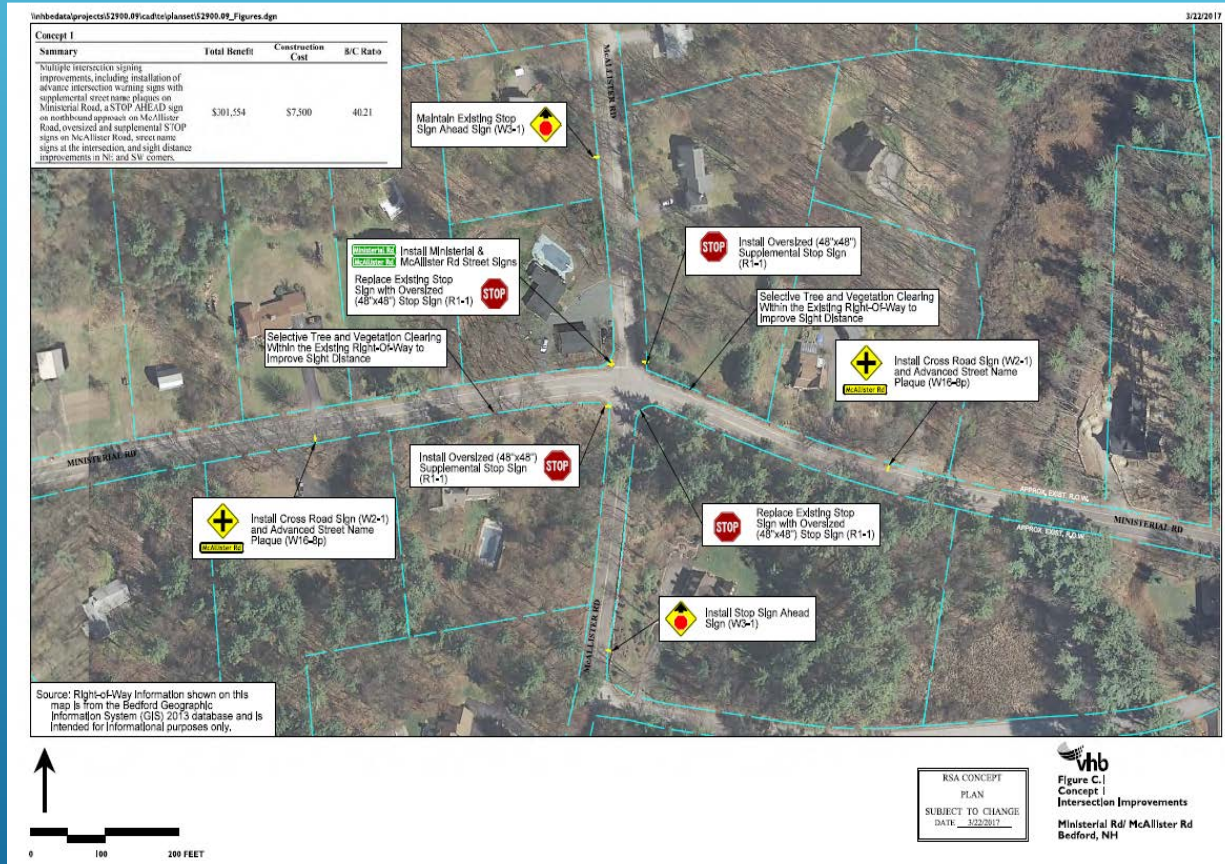 \\nhbedata\projects\52900.09\cad\te\planset\52900.09_Figures.dgn
3/22/2017
Concept 1
Summary Total Benefit Construction Cost B/C Ratio
Multiple intersection signing
improvements, including installation of
advance intersection warning signs with
supplemental street name plaques on
Ministerial Road, a STOP AHEAD sign
on northbound approach on McAllister
Road, oversized and supplemental STOP
signs on McAllister Road, street name
signs at the intersection, and sight distance
improvements in NE and SW corners.
$301,554 $7,500 40.21
McALLISTER RD
Maintain Existing Stop
Sign Ahead Sign (W3-1)
Ministerial Rd
McAllister Rd
Install Ministerial &
McAllister Rd Street Signs
Replace Existing Stop
Sign with Oversized
(48"x48") Stop Sign (R1-1)
STOP
STOP
Install Oversized (48"x48")
Supplemental Stop Sign
(R1-1)
Selective Tree and Vegetation Clearing
Within the Existing Right-Of-Way to
Improve Sight Distance
Selective Tree and Vegetation Clearing
Within the Existing Right-Of-Way to
Improve Sight Distance
McAllister Rd
Install Cross Road Sign (W2-1)
and Advanced Street Name
Plaque (W16-8p)
MINISTERIAL RD
Install Oversized (48"x48")
Supplemental Stop Sign
(R1-1)
STOP
APPROX. EXIST. R.O.W.
MINISTERIAL RD
APPROX. EXIST. R.O.W.
McAllister Rd
Install Cross Road Sign (W2-1)
and Advanced Street Name
Plaque (W16-8p)
STOP
Replace Existing Stop
Sign with Oversized
(48"x48") Stop Sign (R1-1)
McALLISTER RD
Install Stop Sign Ahead
Sign (W3-1)
Source: Right-of-Way Information shown on this
map is from the Bedford Geographic
Information System (GIS) 2013 database and is
intended for informational purposes only.
0 100 200 FEET
RSA CONCEPT
PLAN
SUBJECT TO CHANGE
DATE 3/22/2017
vhb
Figure C.1
Concept 1
Intersection Improvements
Ministerial Rd/ McAllister Rd
Bedford, NH